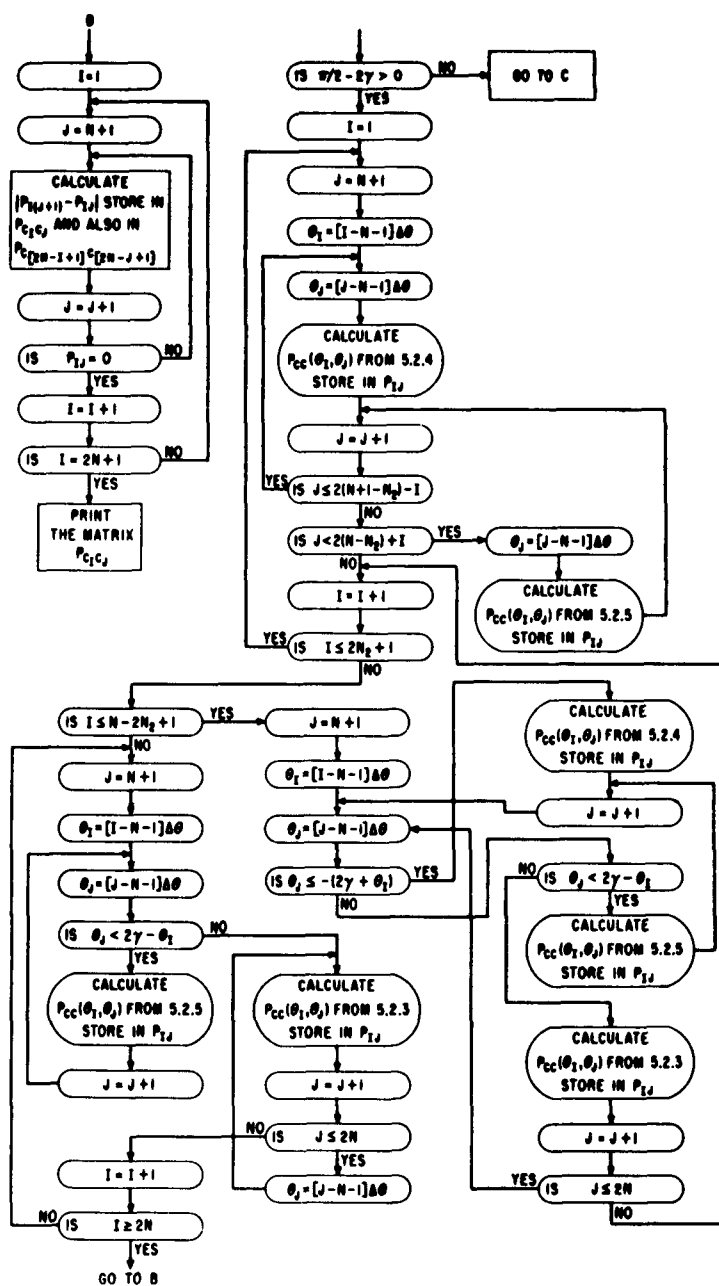 B
I=1
J=N+1
CALCULATE
|P_{I(J+1)}-P_{IJ}| STORE IN
P_{C_I C_J} AND ALSO IN
P_{C_{[2N-I+1]} C_{[2N-J+1]}}
J=J+1
IS P_{IJ}=0
NO
YES
I=I+1
IS I=2N+1
NO
YES
PRINT
THE MATRIX
P_{C_I C_J}
IS π/2-2γ>0
NO
GO TO C
YES
I=1
J=N+1
θ_I=[I-N-1]Δθ
θ_J=[J-N-1]Δθ
CALCULATE
P_{CC}(θ_I,θ_J) FROM 5.2.4
STORE IN P_{IJ}
J=J+1
YES
IS J≤2(N+1-N_2)-I
NO
IS J<2(N-N_2)+I
YES
θ_J=[J-N-1]Δθ
NO
CALCULATE
P_{CC}(θ_I,θ_J) FROM 5.2.5
STORE IN P_{IJ}
I=I+1
YES
IS I≤2N_2+1
NO
IS I≤N-2N_2+1
YES
NO
J=N+1
θ_I=[I-N-1]Δθ
θ_J=[J-N-1]Δθ
IS θ_J<2γ-θ_I
NO
YES
CALCULATE
P_{CC}(θ_I,θ_J) FROM 5.2.5
STORE IN P_{IJ}
J=J+1
I=I+1
NO
IS I≥2N
YES
GO TO B
J=N+1
θ_I=[I-N-1]Δθ
θ_J=[J-N-1]Δθ
IS θ_J≤-(2γ+θ_I)
YES
NO
CALCULATE
P_{CC}(θ_I,θ_J) FROM 5.2.3
STORE IN P_{IJ}
J=J+1
NO
IS J≤2N
YES
θ_J=[J-N-1]Δθ
CALCULATE
P_{CC}(θ_I,θ_J) FROM 5.2.4
STORE IN P_{IJ}
J=J+1
NO
IS θ_J<2γ-θ_I
YES
CALCULATE
P_{CC}(θ_I,θ_J) FROM 5.2.5
STORE IN P_{IJ}
CALCULATE
P_{CC}(θ_I,θ_J) FROM 5.2.3
STORE IN P_{IJ}
J=J+1
YES
IS J≤2N
NO